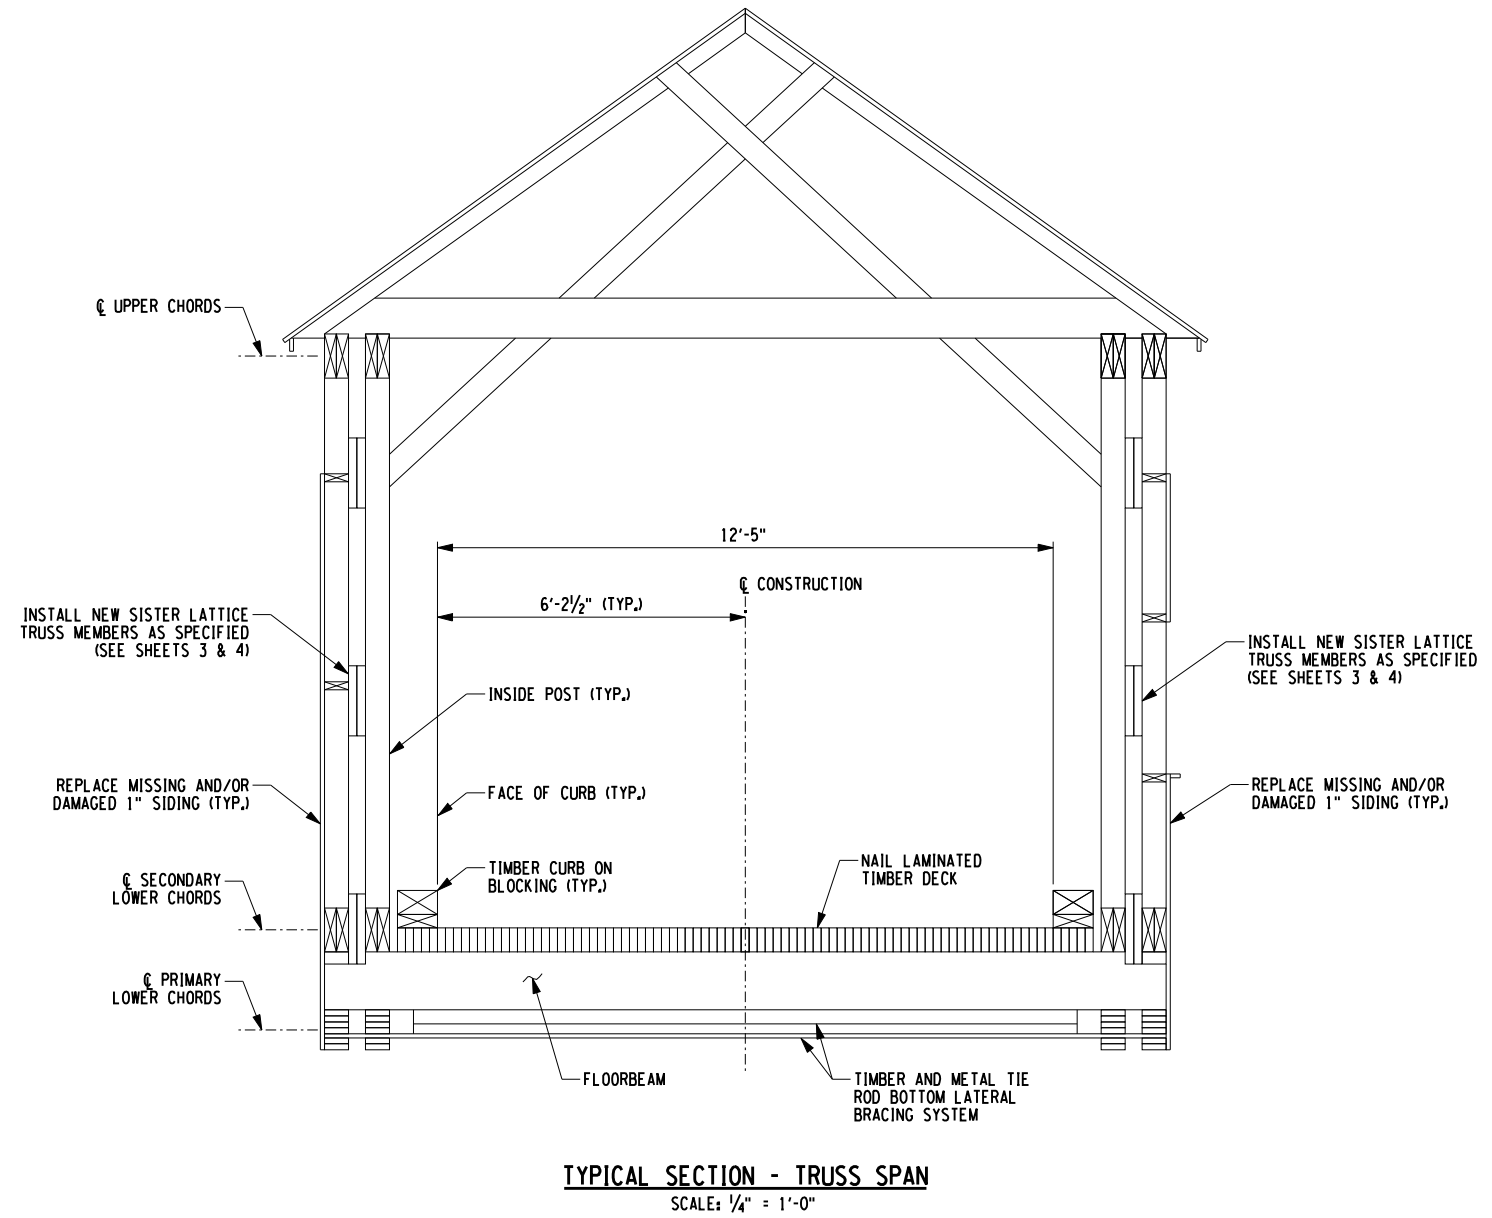 ℄ UPPER CHORDS
12'-5"
℄ CONSTRUCTION
6'-2½" (TYP.)
INSTALL NEW SISTER LATTICE
TRUSS MEMBERS AS SPECIFIED
(SEE SHEETS 3 & 4)
INSTALL NEW SISTER LATTICE
TRUSS MEMBERS AS SPECIFIED
(SEE SHEETS 3 & 4)
INSIDE POST (TYP.)
REPLACE MISSING AND/OR
DAMAGED 1" SIDING (TYP.)
FACE OF CURB (TYP.)
REPLACE MISSING AND/OR
DAMAGED 1" SIDING (TYP.)
℄ SECONDARY
LOWER CHORDS
TIMBER CURB ON
BLOCKING (TYP.)
NAIL LAMINATED
TIMBER DECK
℄ PRIMARY
LOWER CHORDS
FLOORBEAM
TIMBER AND METAL TIE
ROD BOTTOM LATERAL
BRACING SYSTEM
TYPICAL SECTION - TRUSS SPAN
SCALE: ¼" = 1'-0"